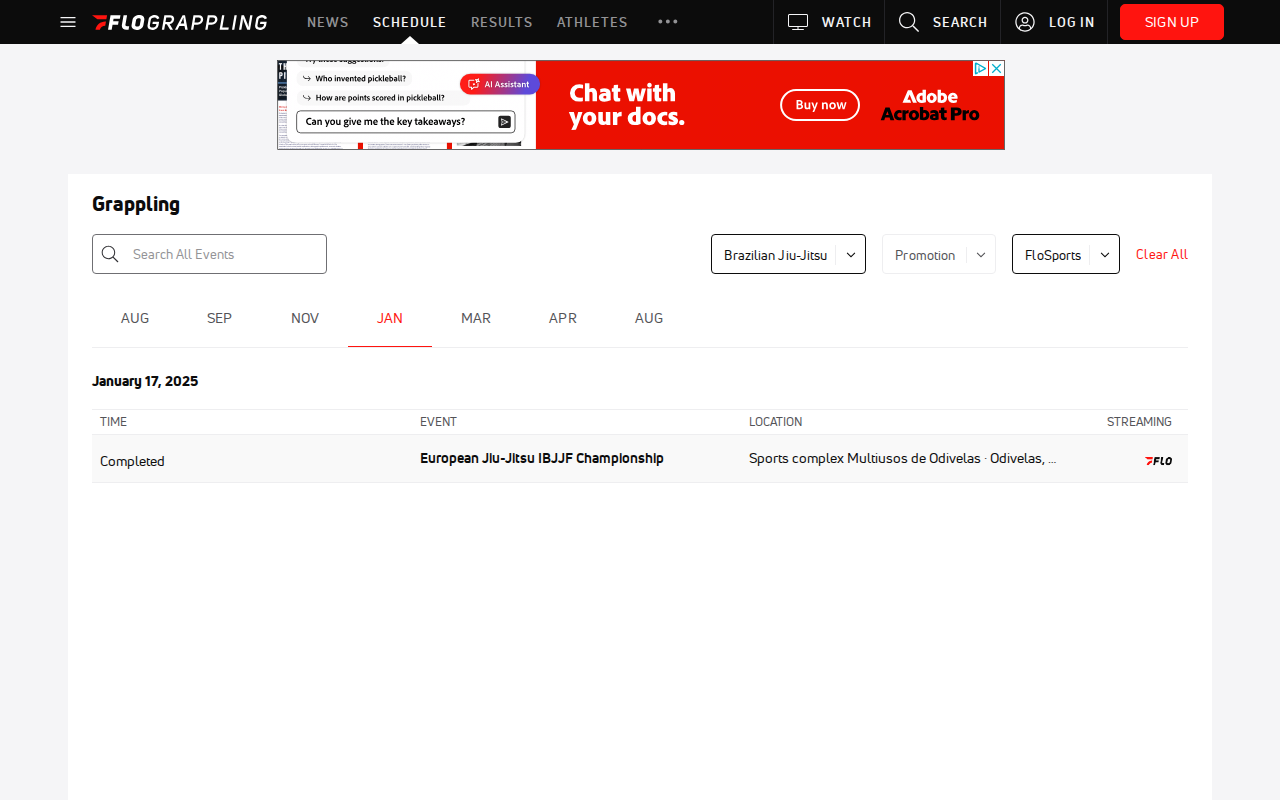 FLOGRAPPLING NEWS SCHEDULE RESULTS ATHLETES WATCH SEARCH LOG IN SIGN UP
Who invented pickleball?
How are points scored in pickleball?
Can you give me the key takeaways?
AI Assistant
Chat with
your docs.
Buy now
Adobe
Acrobat Pro
Grappling
Search All Events
Brazilian Jiu-Jitsu
Promotion
FloSports
Clear All
AUG SEP NOV JAN MAR APR AUG
January 17, 2025
TIME EVENT LOCATION STREAMING
Completed European Jiu-Jitsu IBJJF Championship Sports complex Multiusos de Odivelas · Odivelas, ... FLO